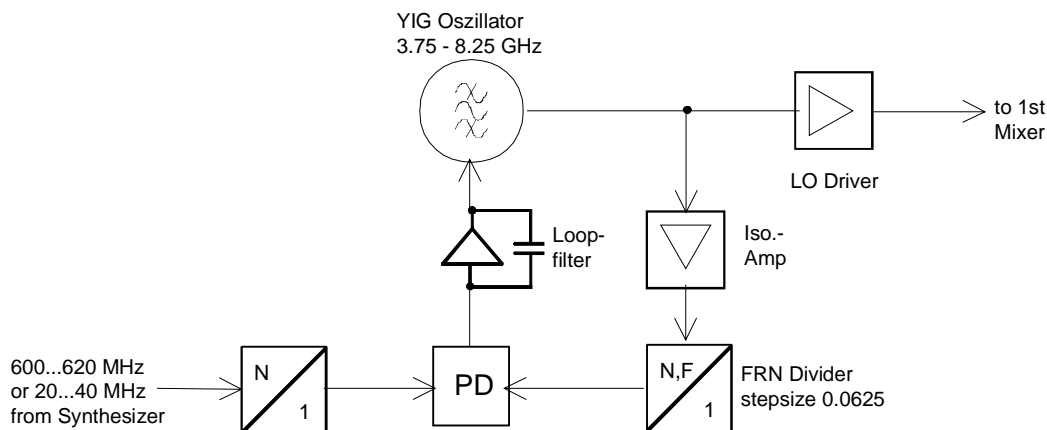 YIG Oszillator
3.75 - 8.25 GHz
to 1st
Mixer
LO Driver
Loop-
filter
Iso.-
Amp
600...620 MHz
or 20...40 MHz
from Synthesizer
N
1
PD
N,F
1
FRN Divider
stepsize 0.0625